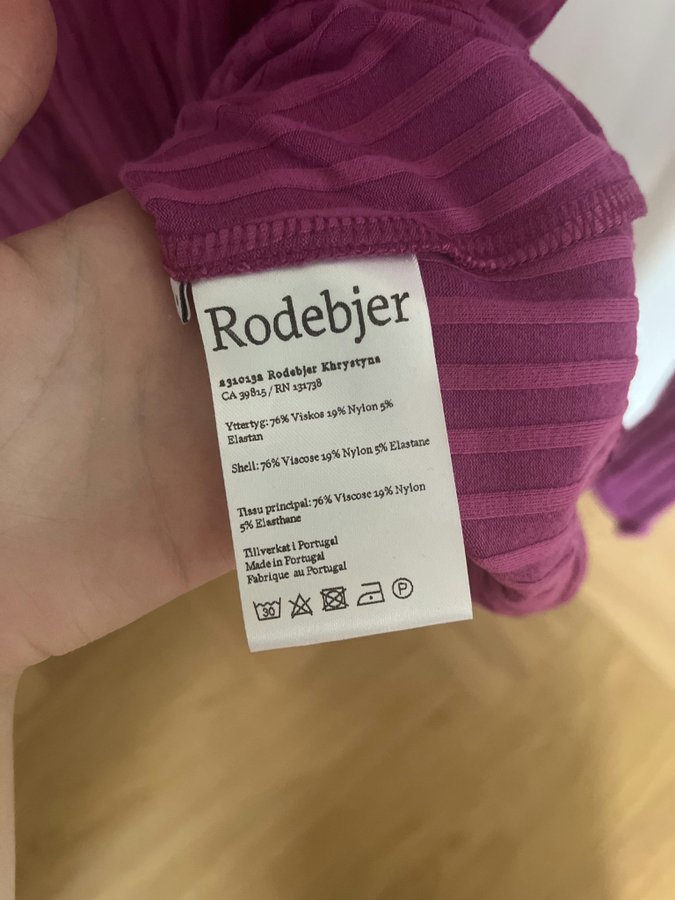 Rodebjer
2310132 Rodebjer Khrystyna
CA 39815 / RN 131738
Yttertyg: 76% Viskos 19% Nylon 5%
Elastan
Shell: 76% Viscose 19% Nylon 5% Elastane
Tissu principal: 76% Viscose 19% Nylon
5% Elasthane
Tillverkat i Portugal
Made in Portugal
Fabrique au Portugal
30 P